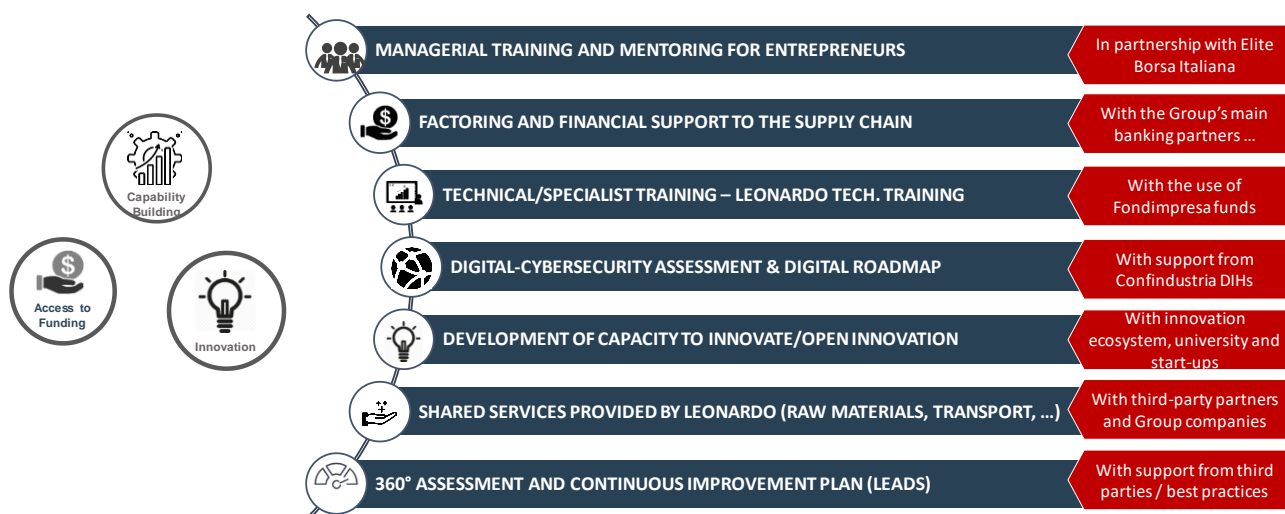 Capability
Building
Access to
Funding
Innovation
MANAGERIAL TRAINING AND MENTORING FOR ENTREPRENEURS
In partnership with Elite
Borsa Italiana
FACTORING AND FINANCIAL SUPPORT TO THE SUPPLY CHAIN
With the Group's main
banking partners ...
TECHNICAL/SPECIALIST TRAINING – LEONARDO TECH. TRAINING
With the use of
Fondimpresa funds
DIGITAL-CYBERSECURITY ASSESSMENT & DIGITAL ROADMAP
With support from
Confindustria DIHs
DEVELOPMENT OF CAPACITY TO INNOVATE/OPEN INNOVATION
With innovation
ecosystem, university and
start-ups
SHARED SERVICES PROVIDED BY LEONARDO (RAW MATERIALS, TRANSPORT, ...)
With third-party partners
and Group companies
360° ASSESSMENT AND CONTINUOUS IMPROVEMENT PLAN (LEADS)
With support from third
parties / best practices